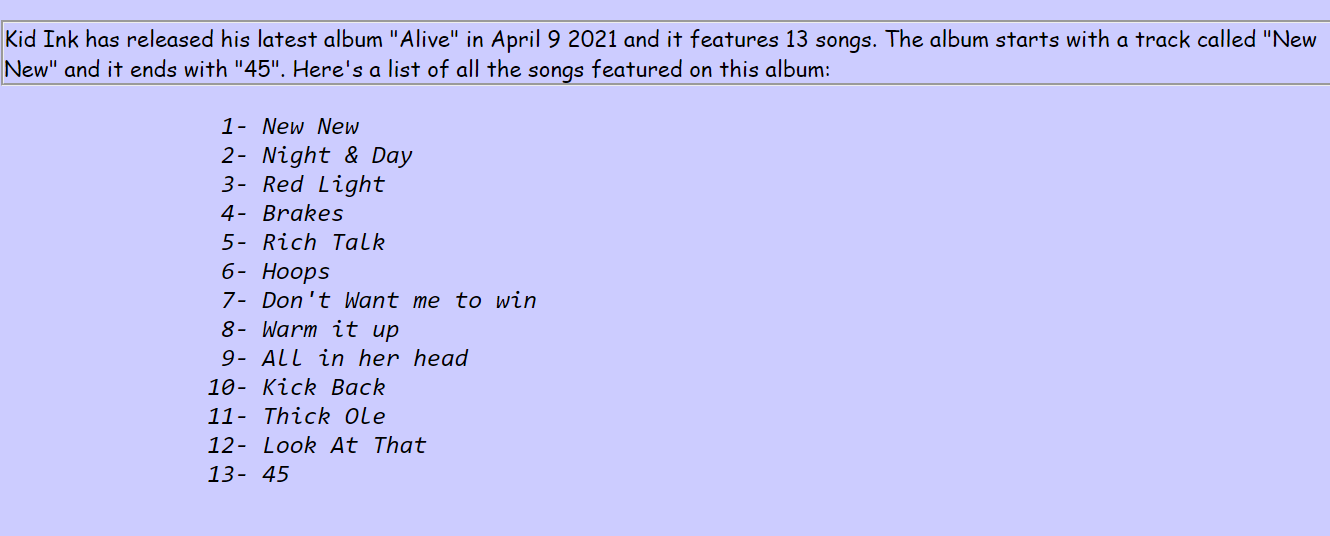 Kid Ink has released his latest album "Alive" in April 9 2021 and it features 13 songs. The album starts with a track called "New
New" and it ends with "45". Here's a list of all the songs featured on this album:
1- New New
2- Night & Day
3- Red Light
4- Brakes
5- Rich Talk
6- Hoops
7- Don't Want me to win
8- Warm it up
9- All in her head
10- Kick Back
11- Thick Ole
12- Look At That
13- 45